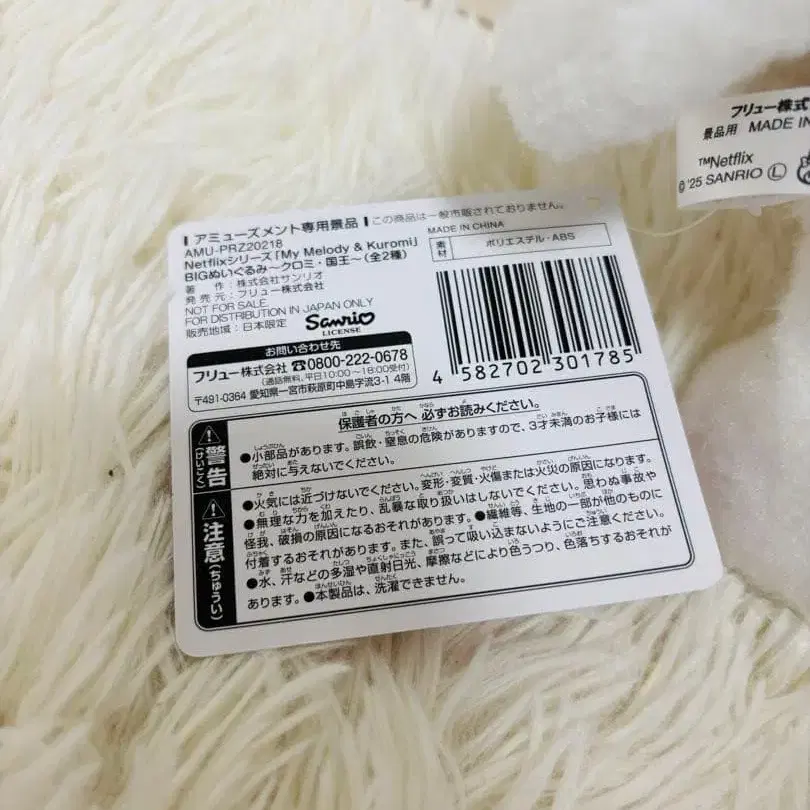 アミューズメント専用景品 この商品は一般市販されておりません。
AMU-PRZ20218
Netflixシリーズ「My Melody & Kuromi」
BIGぬいぐるみ〜クロミ・国王〜(全2種)
著 作:株式会社サンリオ
発 売 元:フリュー株式会社
NOT FOR SALE.
FOR DISTRIBUTION IN JAPAN ONLY
販売地域:日本限定
Sanrio
LICENSE
MADE IN CHINA
素材 ポリエステル・ABS
4 582702 301785
お問い合わせ先
フリュー株式会社 ☎0800-222-0678
(通話無料、平日10:00〜18:00受付)
〒491-0364 愛知県一宮市萩原町中島字流3-1 4階
保護者の方へ 必ずお読みください。
警告(けいこく)
●小部品があります。誤飲・窒息の危険がありますので、3才未満のお子様には
絶対に与えないでください。
注意(ちゅうい)
●火気には近づけないでください。変形・変質・火傷または火災の原因になります。
●無理な力を加えたり、乱暴な取り扱いはしないでください。思わぬ事故や
怪我、破損の原因になるおそれがあります。●繊維等、生地の一部が他のものに
付着するおそれがあります。また、誤って吸い込まないようにご注意ください。
●水、汗などの多湿や直射日光、摩擦などにより色うつり、色落ちするおそれが
あります。●本製品は、洗濯できません。
フリュー株式
景品用 MADE IN
™Netflix
©'25 SANRIO Ⓛ